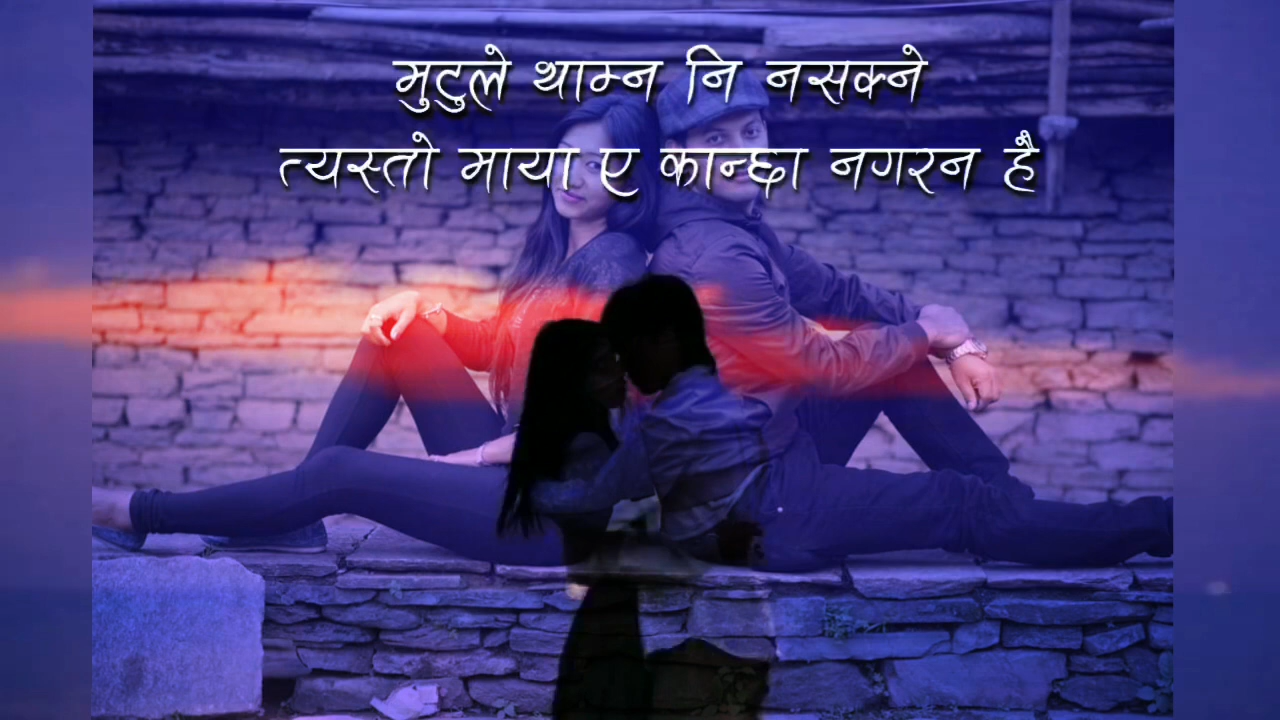 मुटुले थाम्न नि नसक्ने
त्यस्तो माया ए कान्छा नगरन है